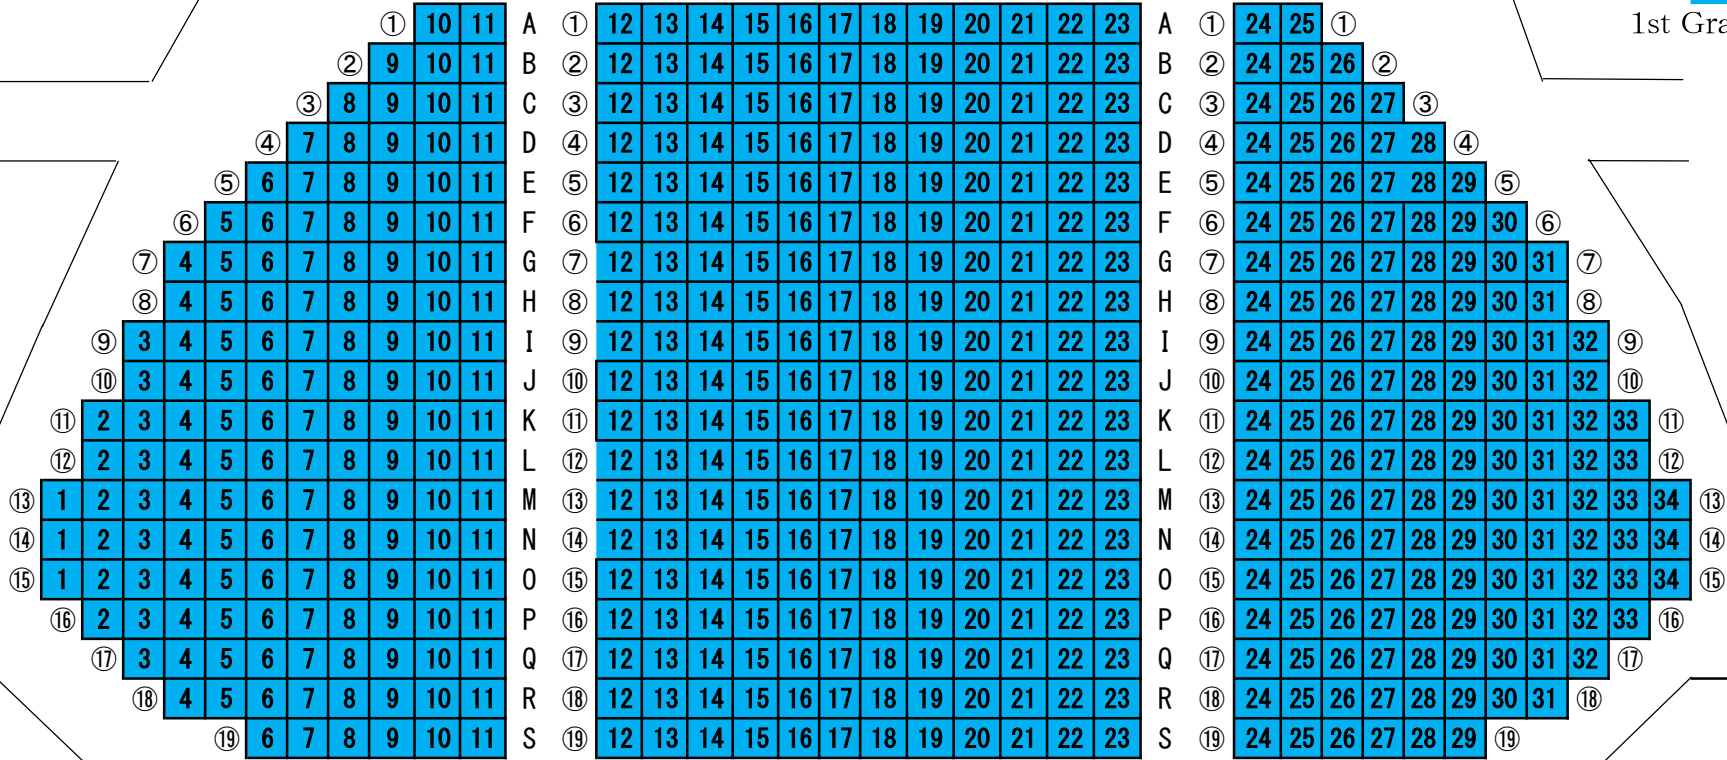 ① 10 11 A ① 12 13 14 15 16 17 18 19 20 21 22 23 A ① 24 25 ① 1st Gra
② 9 10 11 B ② 12 13 14 15 16 17 18 19 20 21 22 23 B ② 24 25 26 ②
③ 8 9 10 11 C ③ 12 13 14 15 16 17 18 19 20 21 22 23 C ③ 24 25 26 27 ③
④ 7 8 9 10 11 D ④ 12 13 14 15 16 17 18 19 20 21 22 23 D ④ 24 25 26 27 28 ④
⑤ 6 7 8 9 10 11 E ⑤ 12 13 14 15 16 17 18 19 20 21 22 23 E ⑤ 24 25 26 27 28 29 ⑤
⑥ 5 6 7 8 9 10 11 F ⑥ 12 13 14 15 16 17 18 19 20 21 22 23 F ⑥ 24 25 26 27 28 29 30 ⑥
⑦ 4 5 6 7 8 9 10 11 G ⑦ 12 13 14 15 16 17 18 19 20 21 22 23 G ⑦ 24 25 26 27 28 29 30 31 ⑦
⑧ 4 5 6 7 8 9 10 11 H ⑧ 12 13 14 15 16 17 18 19 20 21 22 23 H ⑧ 24 25 26 27 28 29 30 31 ⑧
⑨ 3 4 5 6 7 8 9 10 11 I ⑨ 12 13 14 15 16 17 18 19 20 21 22 23 I ⑨ 24 25 26 27 28 29 30 31 32 ⑨
⑩ 3 4 5 6 7 8 9 10 11 J ⑩ 12 13 14 15 16 17 18 19 20 21 22 23 J ⑩ 24 25 26 27 28 29 30 31 32 ⑩
⑪ 2 3 4 5 6 7 8 9 10 11 K ⑪ 12 13 14 15 16 17 18 19 20 21 22 23 K ⑪ 24 25 26 27 28 29 30 31 32 33 ⑪
⑫ 2 3 4 5 6 7 8 9 10 11 L ⑫ 12 13 14 15 16 17 18 19 20 21 22 23 L ⑫ 24 25 26 27 28 29 30 31 32 33 ⑫
⑬ 1 2 3 4 5 6 7 8 9 10 11 M ⑬ 12 13 14 15 16 17 18 19 20 21 22 23 M ⑬ 24 25 26 27 28 29 30 31 32 33 34 ⑬
⑭ 1 2 3 4 5 6 7 8 9 10 11 N ⑭ 12 13 14 15 16 17 18 19 20 21 22 23 N ⑭ 24 25 26 27 28 29 30 31 32 33 34 ⑭
⑮ 1 2 3 4 5 6 7 8 9 10 11 O ⑮ 12 13 14 15 16 17 18 19 20 21 22 23 O ⑮ 24 25 26 27 28 29 30 31 32 33 34 ⑮
⑯ 2 3 4 5 6 7 8 9 10 11 P ⑯ 12 13 14 15 16 17 18 19 20 21 22 23 P ⑯ 24 25 26 27 28 29 30 31 32 33 ⑯
⑰ 3 4 5 6 7 8 9 10 11 Q ⑰ 12 13 14 15 16 17 18 19 20 21 22 23 Q ⑰ 24 25 26 27 28 29 30 31 32 ⑰
⑱ 4 5 6 7 8 9 10 11 R ⑱ 12 13 14 15 16 17 18 19 20 21 22 23 R ⑱ 24 25 26 27 28 29 30 31 ⑱
⑲ 6 7 8 9 10 11 S ⑲ 12 13 14 15 16 17 18 19 20 21 22 23 S ⑲ 24 25 26 27 28 29 ⑲